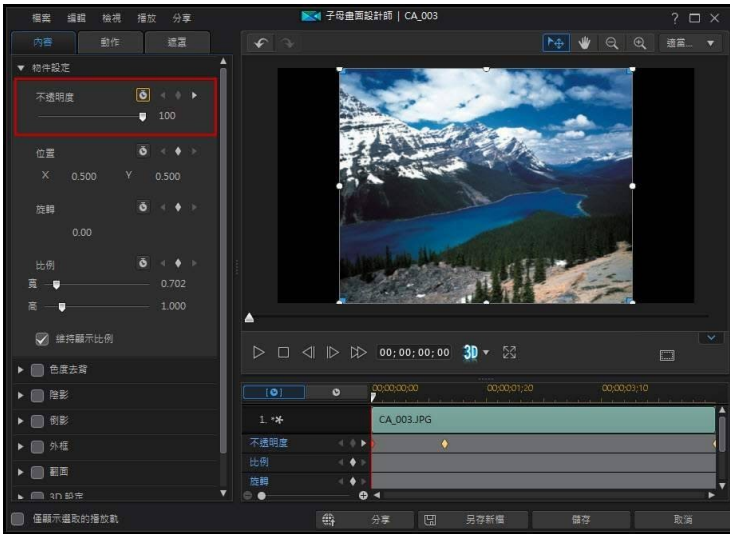 檔案 編輯 檢視 播放 分享
子母畫面設計師 | CA_003
內容 動作 遮罩
適當...
物件設定
不透明度
100
位置
X 0.500 Y 0.500
旋轉
0.00
比例
寬 0.702
高 1.000
維持顯示比例
色度去背
陰影
倒影
外框
翻面
3D 設定
00;00;00;00 3D
00;00;00;00 00;00;01;20 00;00;03;10
1. CA_003.JPG
不透明度
比例
旋轉
僅顯示選取的播放軌
分享 另存新檔 儲存 取消